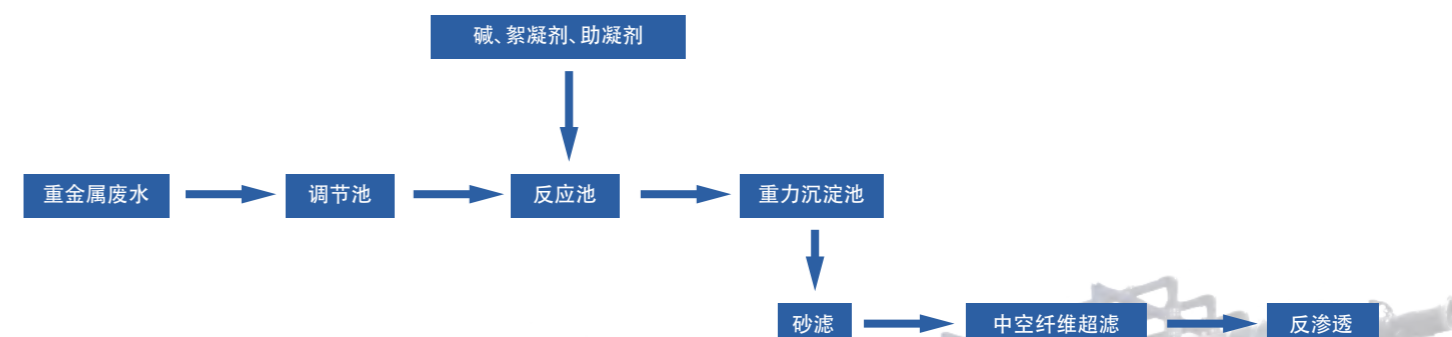 碱、絮凝剂、助凝剂
重金属废水
调节池
反应池
重力沉淀池
砂滤
中空纤维超滤
反渗透